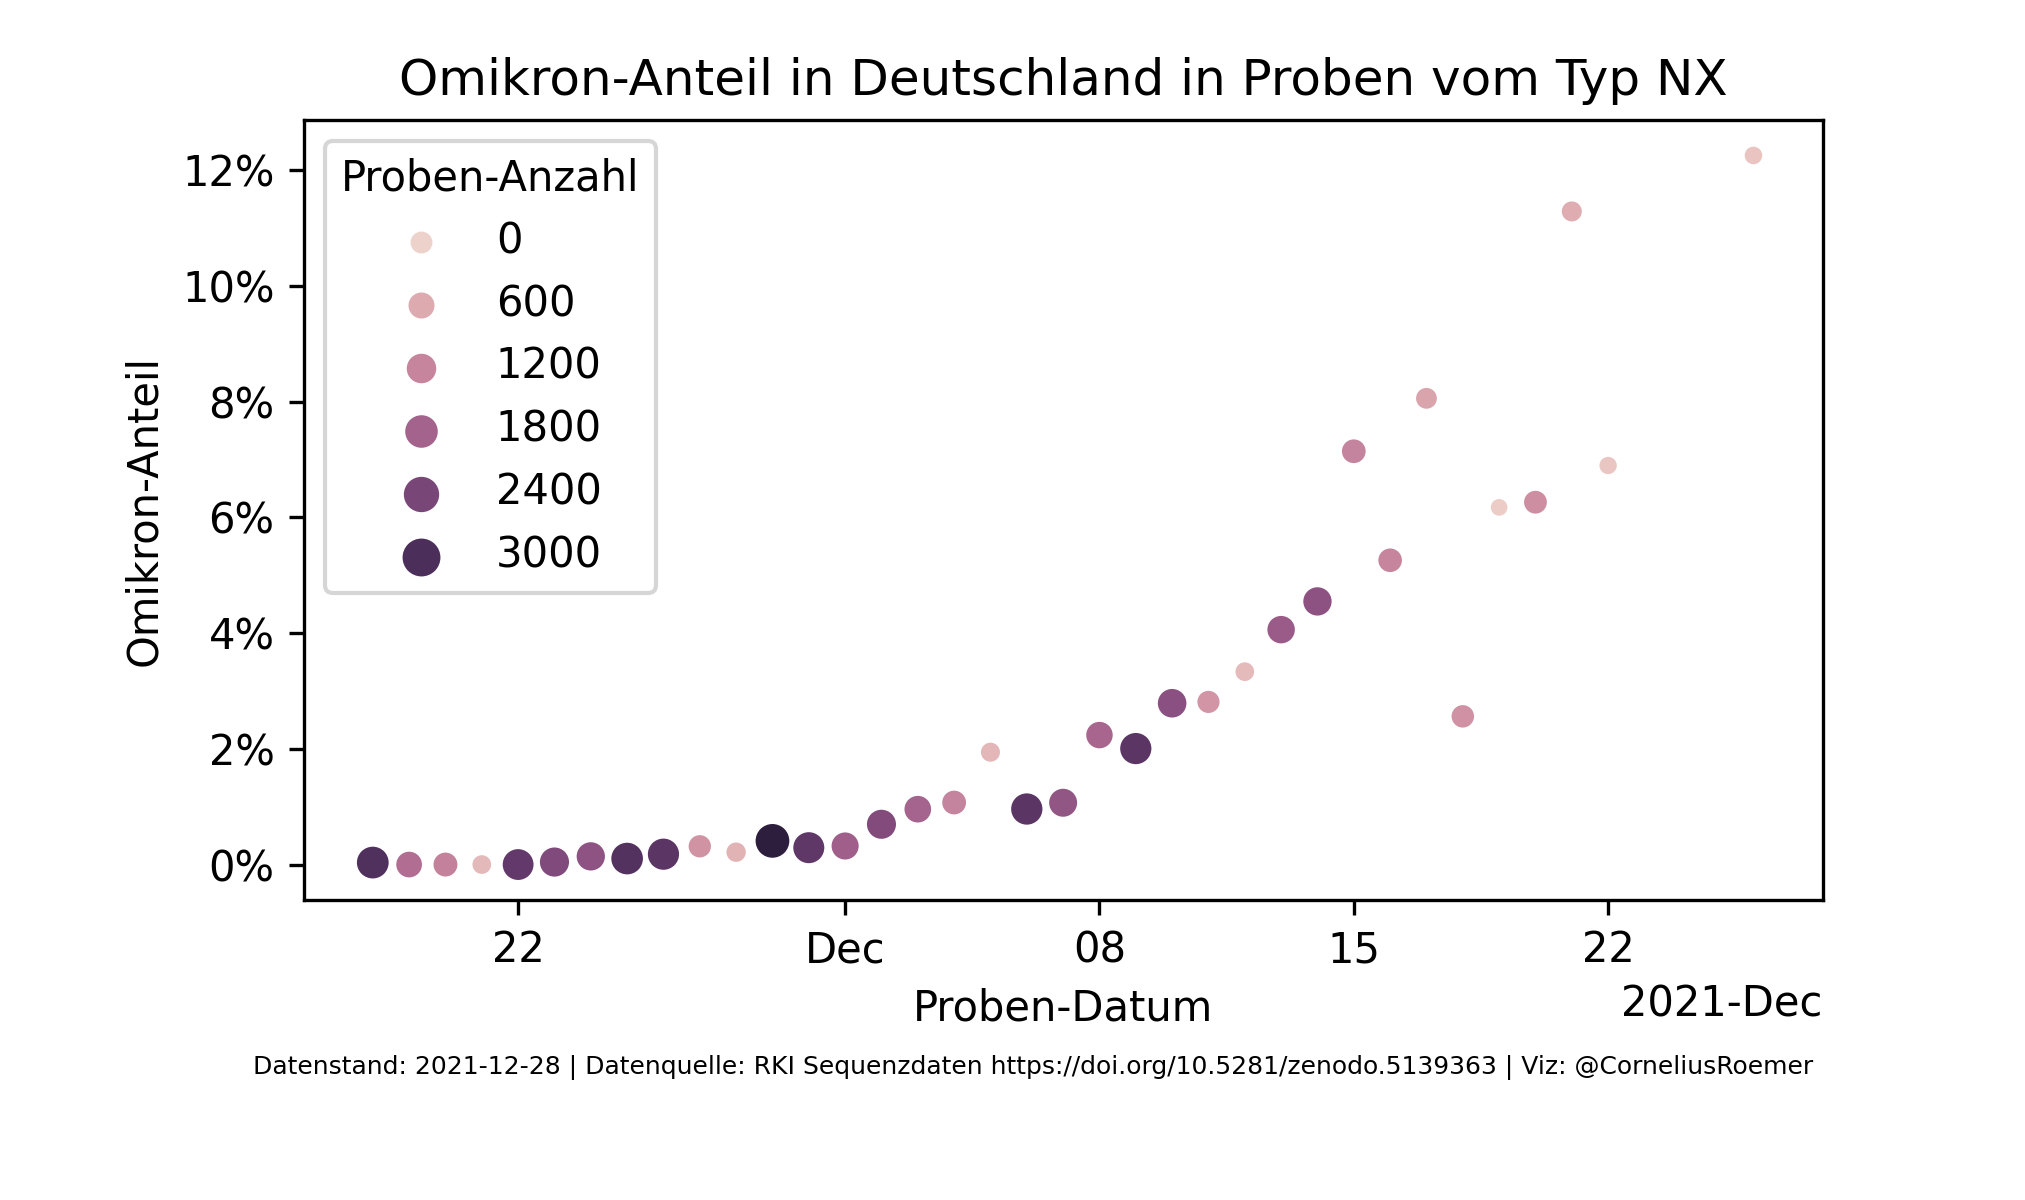 Omikron-Anteil in Deutschland in Proben vom Typ NX
Proben-Anzahl
0
600
1200
1800
2400
3000
12%
10%
8%
6%
4%
2%
0%
Omikron-Anteil
22
Dec
08
15
22
2021-Dec
Proben-Datum
Datenstand: 2021-12-28 | Datenquelle: RKI Sequenzdaten https://doi.org/10.5281/zenodo.5139363 | Viz: @CorneliusRoemer